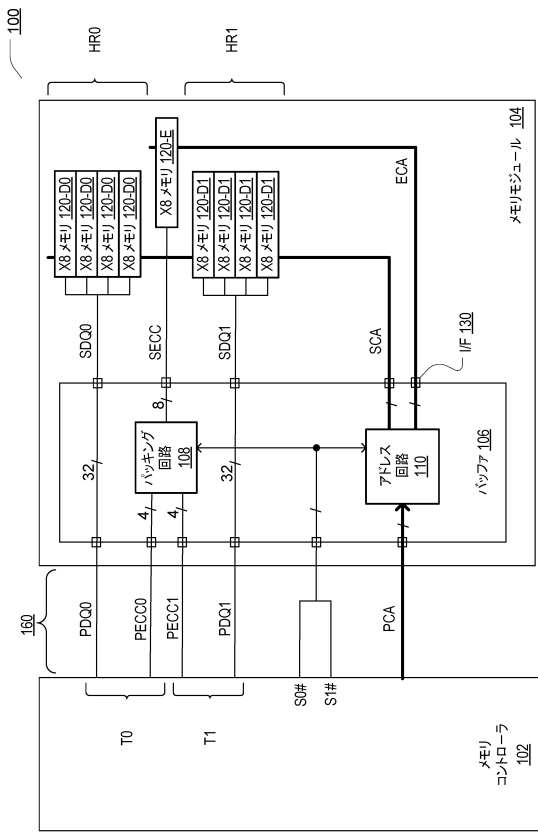 100
HR0
HR1
X8 メモリ 120-D0
X8 メモリ 120-D0
X8 メモリ 120-D0
X8 メモリ 120-D0
X8 メモリ 120-E
X8 メモリ 120-D1
X8 メモリ 120-D1
X8 メモリ 120-D1
X8 メモリ 120-D1
ECA
メモリモジュール 104
SDQ0
SECC
SDQ1
SCA
I/F 130
32
8
パッキング
回路
108
4
4
32
アドレス
回路
110
バッファ 106
160
PDQ0
PECC0
PECC1
PDQ1
S0#
S1#
PCA
T0
T1
メモリ
コントローラ
102